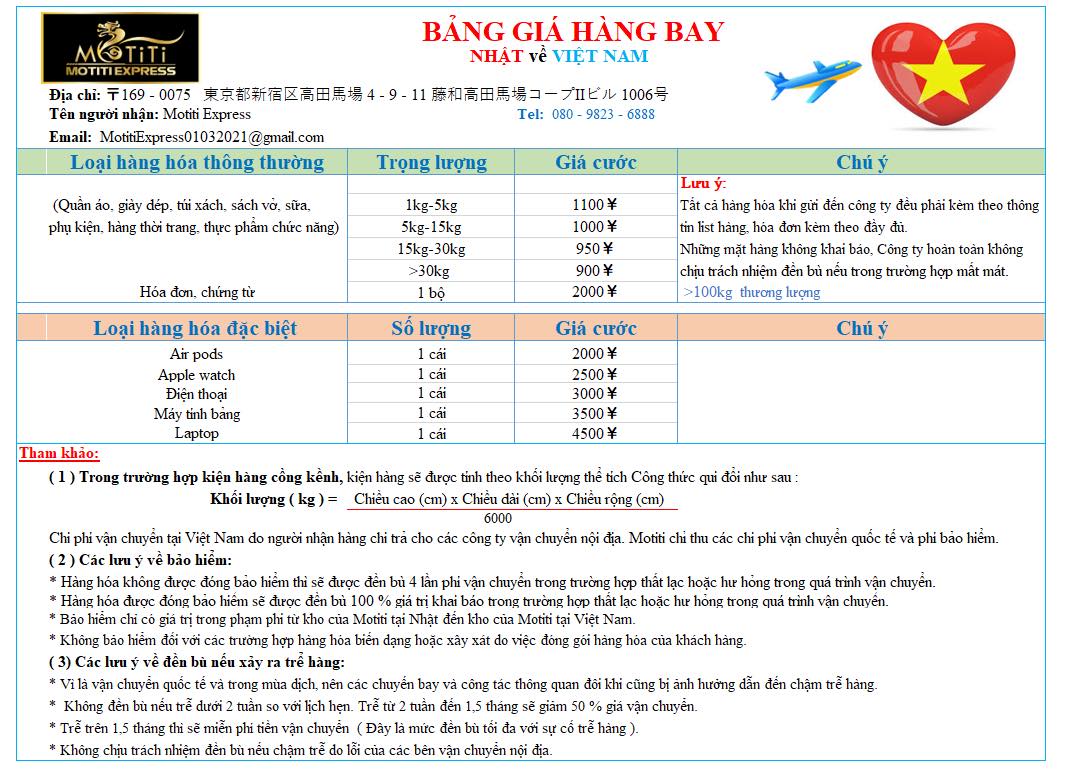 MOTITI
MOTITI EXPRESS
BẢNG GIÁ HÀNG BAY
NHẬT về VIỆT NAM
Địa chỉ: 〒169 - 0075 東京都新宿区高田馬場 4 - 9 - 11 藤和高田馬場コープIIビル 1006号
Tên người nhận: Motiti Express Tel: 080 - 9823 - 6888
Email: MotitiExpress01032021@gmail.com
Loại hàng hóa thông thường Trọng lượng Giá cước Chú ý
Lưu ý:
(Quần áo, giày dép, túi xách, sách vở, sữa, 1kg-5kg 1100￥ Tất cả hàng hóa khi gửi đến công ty đều phải kèm theo thông
phụ kiện, hàng thời trang, thực phẩm chức năng) 5kg-15kg 1000￥ tin list hàng, hóa đơn kèm theo đầy đủ.
15kg-30kg 950￥ Những mặt hàng không khai báo, Công ty hoàn toàn không
>30kg 900￥ chịu trách nhiệm đền bù nếu trong trường hợp mất mát.
Hóa đơn, chứng từ 1 bộ 2000￥ >100kg thương lượng
Loại hàng hóa đặc biệt Số lượng Giá cước Chú ý
Air pods 1 cái 2000￥
Apple watch 1 cái 2500￥
Điện thoại 1 cái 3000￥
Máy tính bảng 1 cái 3500￥
Laptop 1 cái 4500￥
Tham khảo:
( 1 ) Trong trường hợp kiện hàng cồng kềnh, kiện hàng sẽ được tính theo khối lượng thể tích Công thức qui đổi như sau :
Khối lượng ( kg ) = Chiều cao (cm) x Chiều dài (cm) x Chiều rộng (cm)
6000
Chi phí vận chuyển tại Việt Nam do người nhận hàng chi trả cho các công ty vận chuyển nội địa. Motiti chỉ thu các chi phí vận chuyển quốc tế và phí bảo hiểm.
( 2 ) Các lưu ý về bảo hiểm:
* Hàng hóa không được đóng bảo hiểm thì sẽ được đền bù 4 lần phí vận chuyển trong trường hợp thất lạc hoặc hư hỏng trong quá trình vận chuyển.
* Hàng hóa được đóng bảo hiểm sẽ được đền bù 100 % giá trị khai báo trong trường hợp thất lạc hoặc hư hỏng trong quá trình vận chuyển.
* Bảo hiểm chỉ có giá trị trong phạm phi từ kho của Motiti tại Nhật đến kho của Motiti tại Việt Nam.
* Không bảo hiểm đối với các trường hợp hàng hóa biến dạng hoặc xây xát do việc đóng gói hàng hóa của khách hàng.
( 3) Các lưu ý về đền bù nếu xảy ra trể hàng:
* Vì là vận chuyển quốc tế và trong mùa dịch, nên các chuyến bay và công tác thông quan đôi khi cũng bị ảnh hưởng dẫn đến chậm trễ hàng.
* Không đền bù nếu trễ dưới 2 tuần so với lịch hẹn. Trễ từ 2 tuần đến 1,5 tháng sẽ giảm 50 % giá vận chuyển.
* Trễ trên 1,5 tháng thì sẽ miễn phí tiền vận chuyển ( Đây là mức đền bù tối đa với sự cố trể hàng ).
* Không chịu trách nhiệm đền bù nếu chậm trễ do lỗi của các bên vận chuyển nội địa.